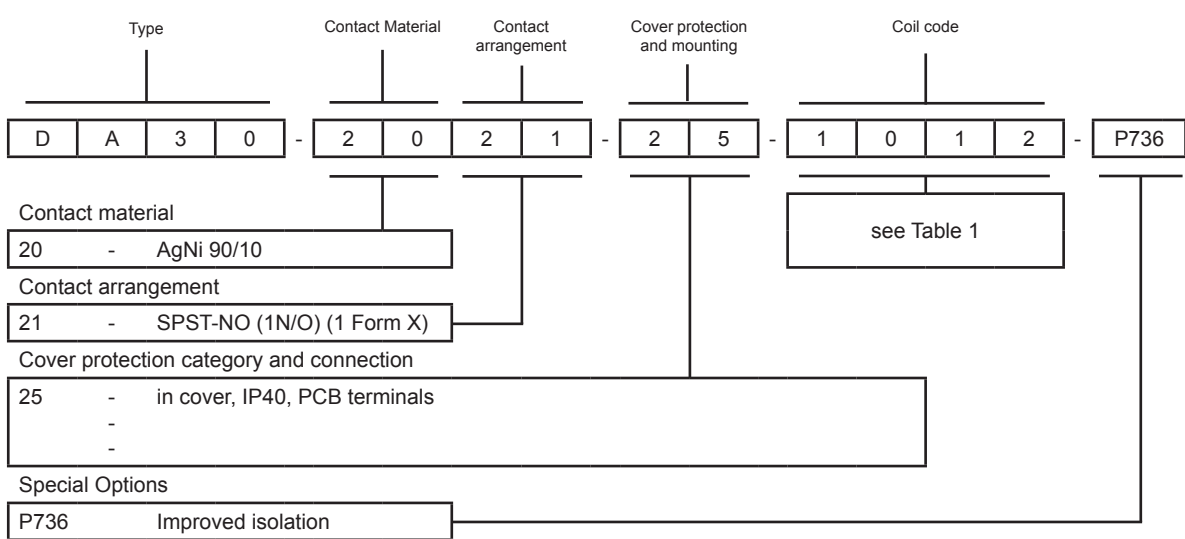 Type
Contact Material
Contact
arrangement
Cover protection
and mounting
Coil code
D A 3 0 - 2 0 2 1 - 2 5 - 1 0 1 2 - P736
Contact material
20 - AgNi 90/10
see Table 1
Contact arrangement
21 - SPST-NO (1N/O) (1 Form X)
Cover protection category and connection
25 - in cover, IP40, PCB terminals
-
-
Special Options
P736 Improved isolation